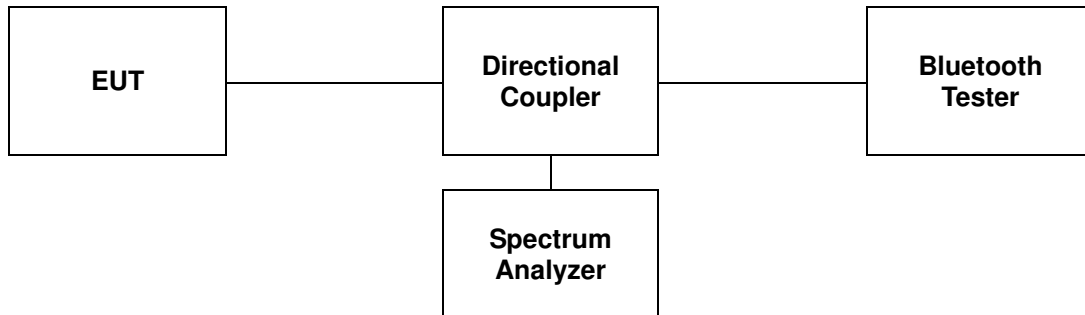 EUT
Directional
Coupler
Bluetooth
Tester
Spectrum
Analyzer